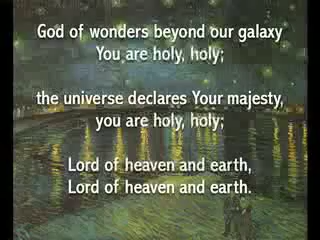 God of wonders beyond our galaxy
You are holy, holy;
the universe declares Your majesty,
you are holy, holy;
Lord of heaven and earth,
Lord of heaven and earth.